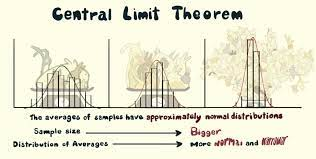 Central Limit Theorem
The averages of samples have approximately normal distributions
Sample size Bigger
Distribution of Averages More normal and narrower